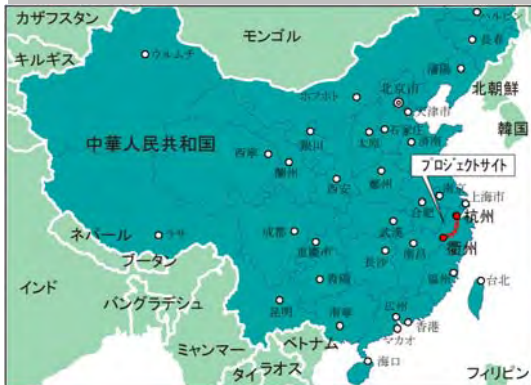 カザフスタン
モンゴル
ハルビン
長春
キルギス
ウルムチ
瀋陽
北朝鮮
北京市
フフホト
天津市
韓国
石家庄
銀川
太原
済南
中華人民共和国
西寧
蘭州
プロジェクトサイト
西安
鄭州
南京
上海市
合肥
杭州
ネパール
ラサ
成都
武漢
衢州
ブータン
重慶市
長沙
南昌
インド
貴陽
福州
台北
バングラデシュ
昆明
南寧
広州
香港
マカオ
ミャンマー
ベトナム
タイ
ラオス
海口
フィリピン